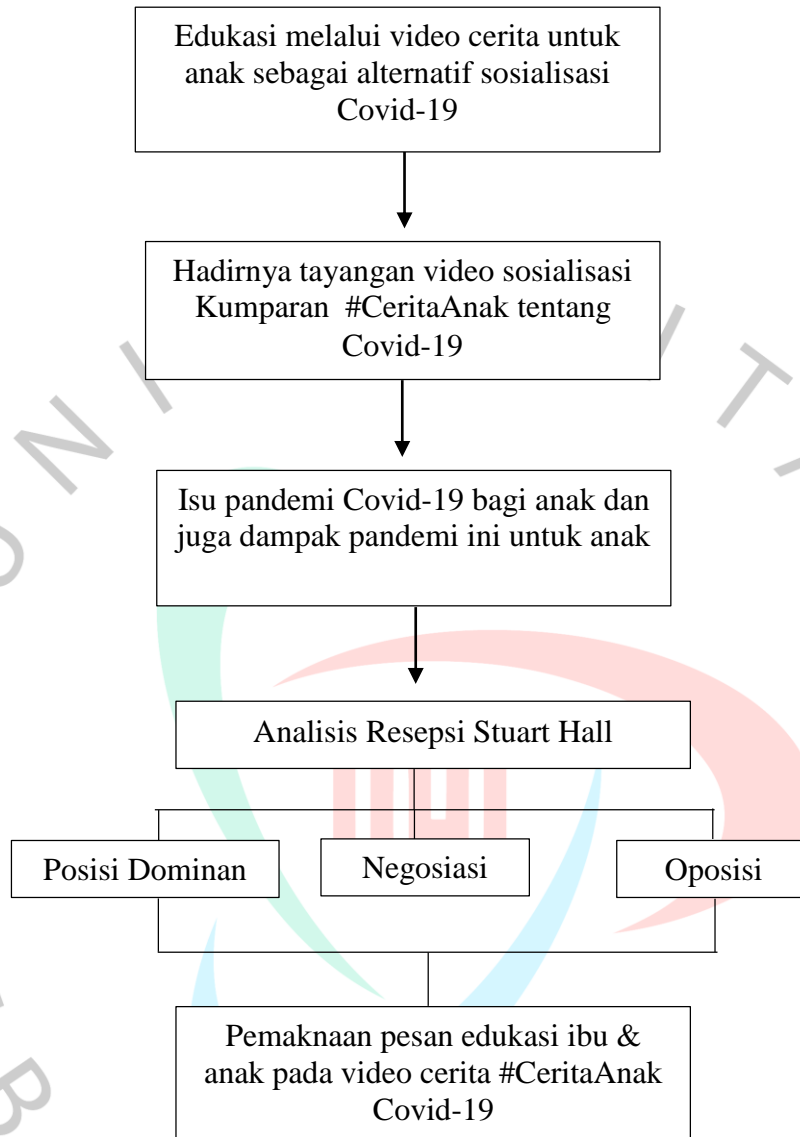 Edukasi melalui video cerita untuk
anak sebagai alternatif sosialisasi
Covid-19
Hadirnya tayangan video sosialisasi
Kumparan #CeritaAnak tentang
Covid-19
Isu pandemi Covid-19 bagi anak dan
juga dampak pandemi ini untuk anak
Analisis Resepsi Stuart Hall
Posisi Dominan
Negosiasi
Oposisi
Pemaknaan pesan edukasi ibu &
anak pada video cerita #CeritaAnak
Covid-19